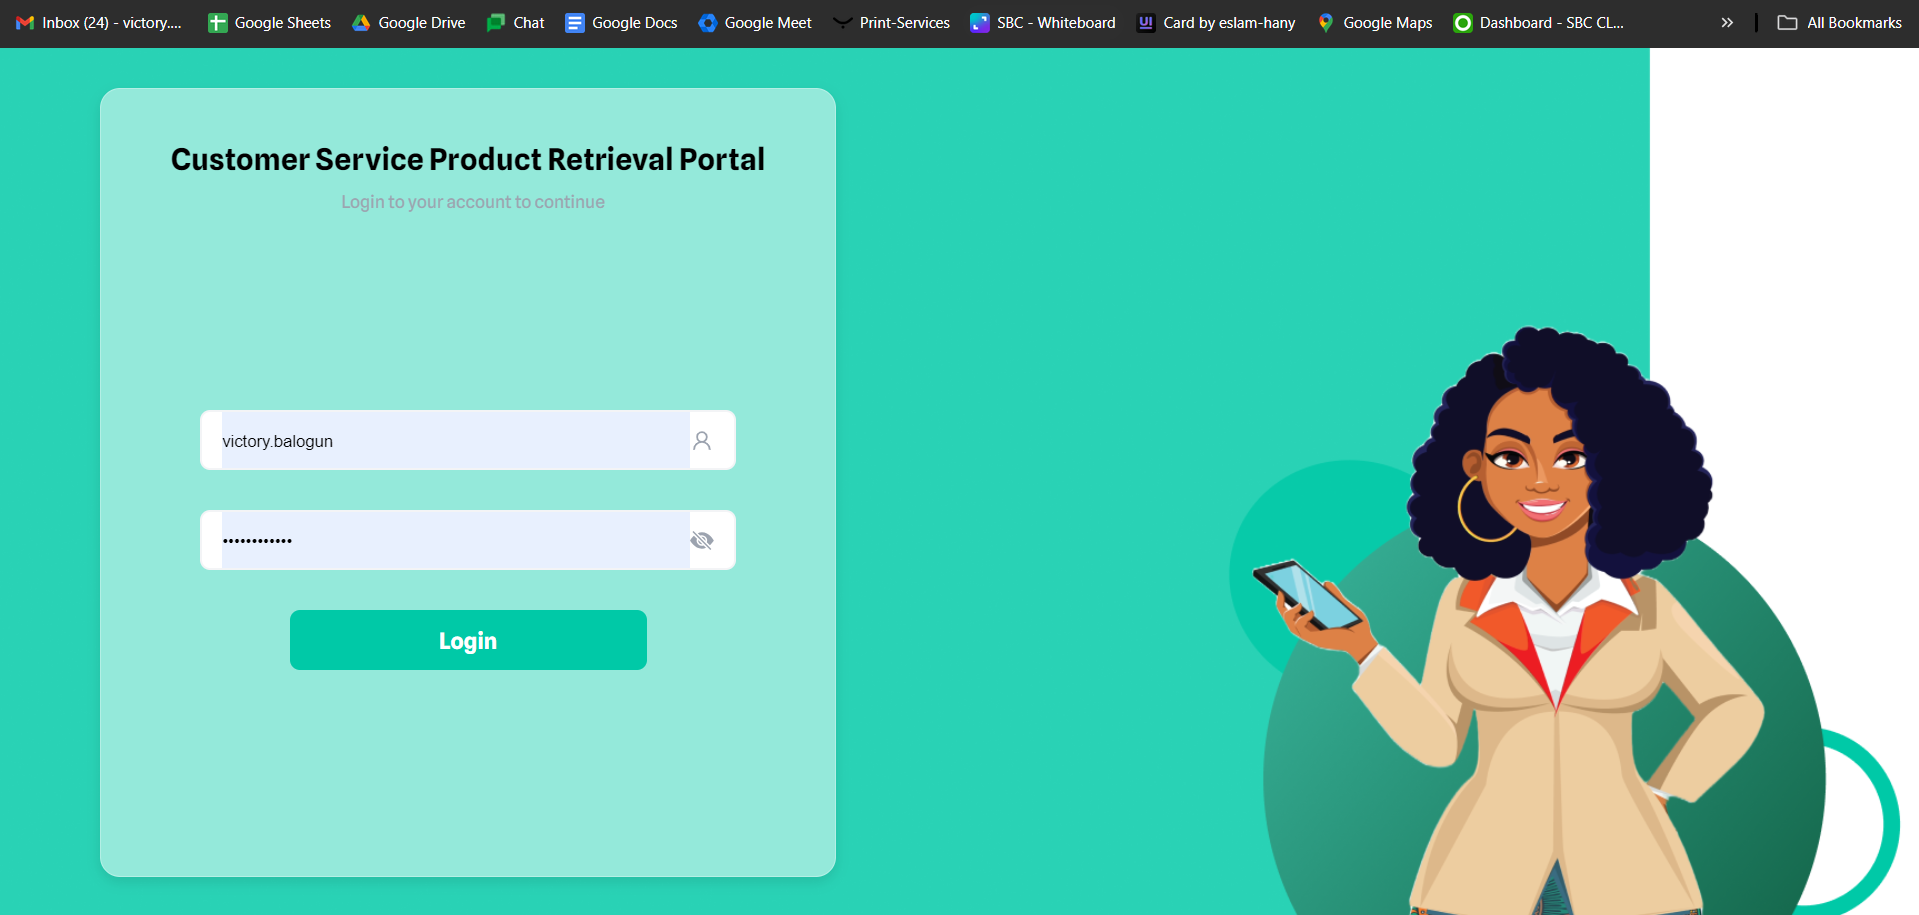 Inbox (24) - victory....
Google Sheets
Google Drive
Chat
Google Docs
Google Meet
Print-Services
SBC - Whiteboard
UI
Card by eslam-hany
Google Maps
Dashboard - SBC CL...
»
All Bookmarks
Customer Service Product Retrieval Portal
Login to your account to continue
victory.balogun
••••••••••••
Login